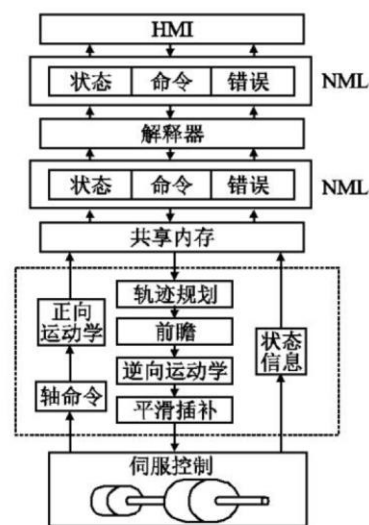 HMI
状态 命令 错误 NML
解释器
状态 命令 错误 NML
共享内存
轨迹规划
正向
运动学
前瞻
状态
信息
逆向运动学
轴命令
平滑插补
伺服控制